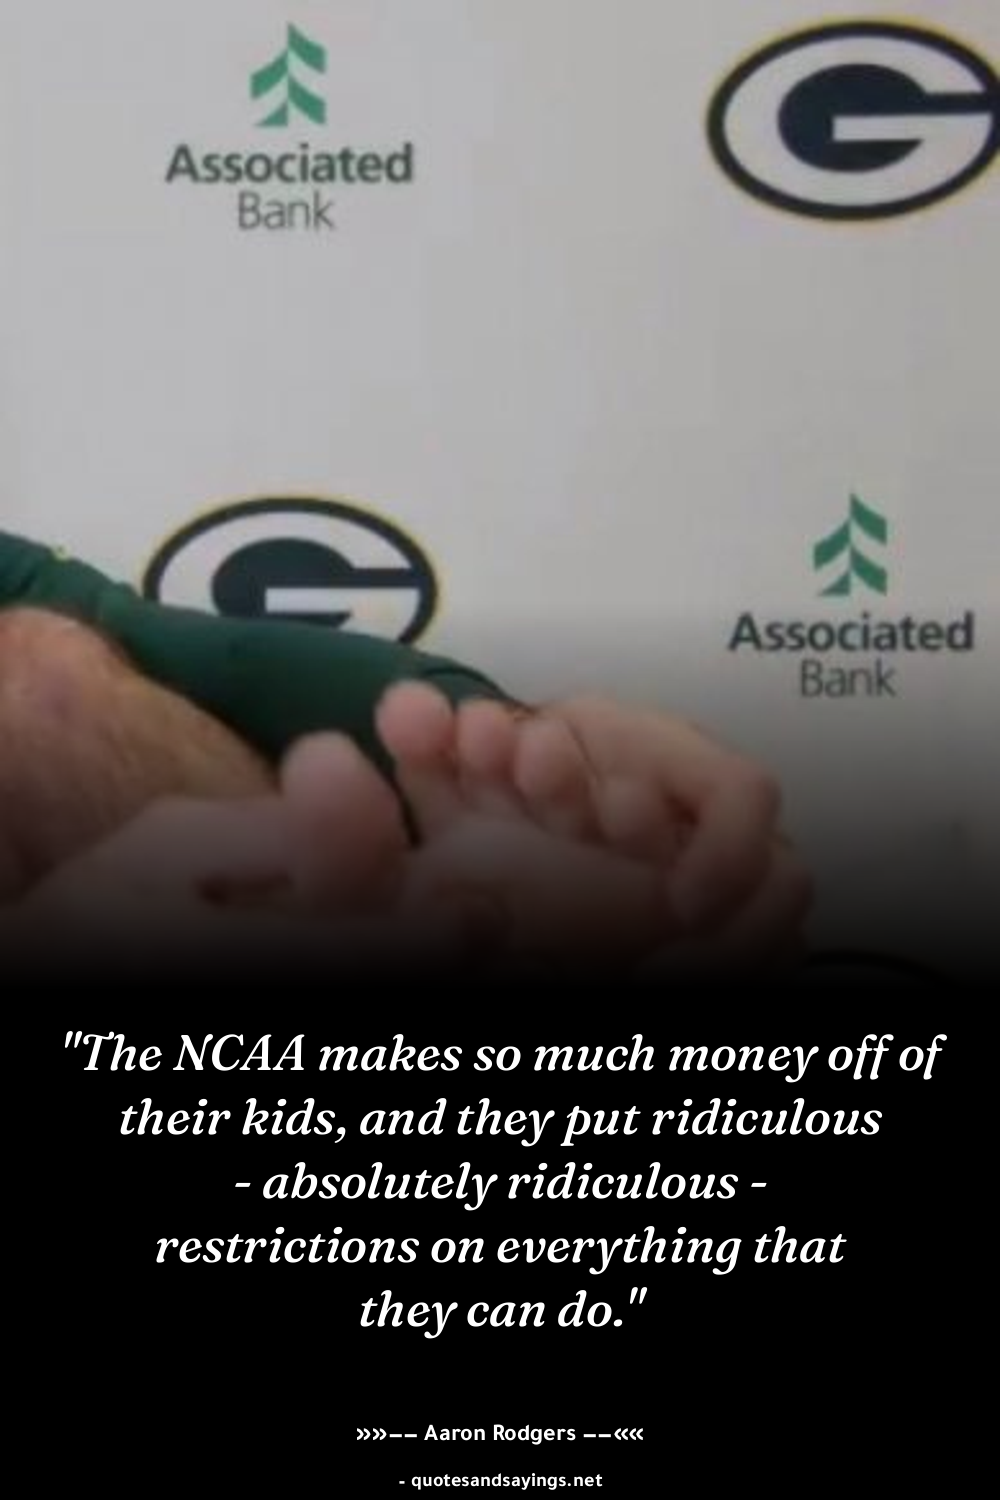 Associated
Bank
G
G
Associated
Bank
"The NCAA makes so much money off of
their kids, and they put ridiculous
- absolutely ridiculous -
restrictions on everything that
they can do."
»»–– Aaron Rodgers ––««
- quotesandsayings.net